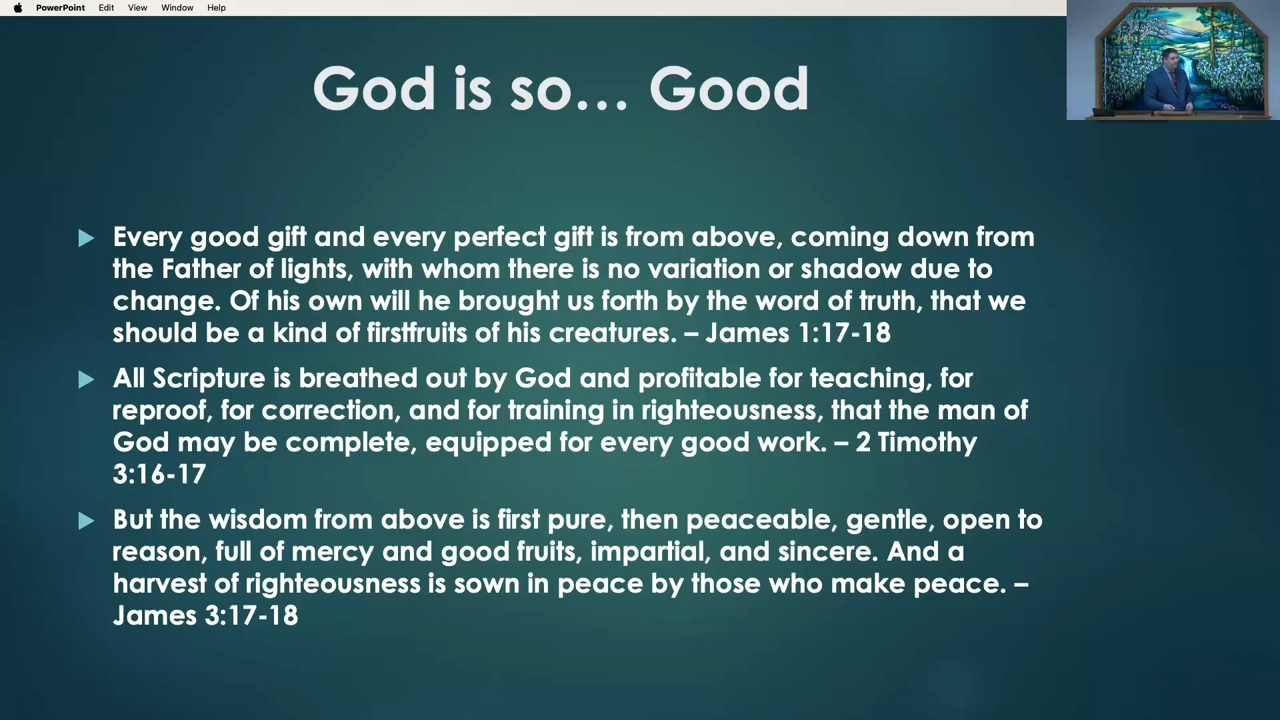 PowerPoint Edit View Window Help
God is so... Good
Every good gift and every perfect gift is from above, coming down from
the Father of lights, with whom there is no variation or shadow due to
change. Of his own will he brought us forth by the word of truth, that we
should be a kind of firstfruits of his creatures. – James 1:17-18
All Scripture is breathed out by God and profitable for teaching, for
reproof, for correction, and for training in righteousness, that the man of
God may be complete, equipped for every good work. – 2 Timothy
3:16-17
But the wisdom from above is first pure, then peaceable, gentle, open to
reason, full of mercy and good fruits, impartial, and sincere. And a
harvest of righteousness is sown in peace by those who make peace. –
James 3:17-18